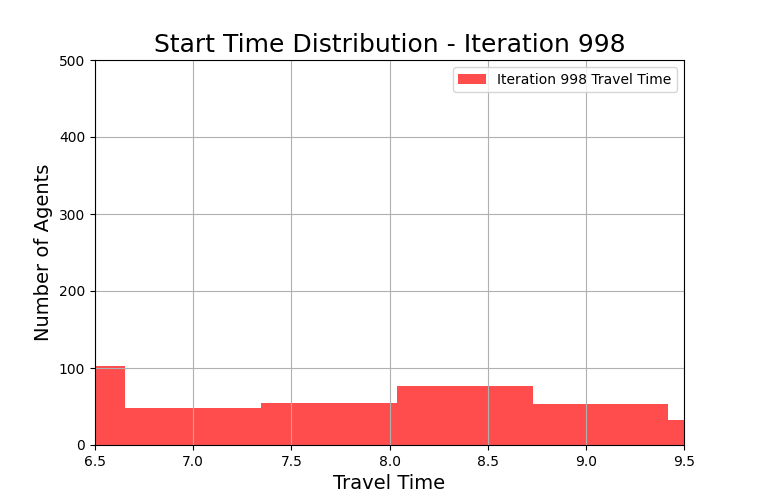 Start Time Distribution - Iteration 998
Iteration 998 Travel Time
Number of Agents
500
400
300
200
100
0
6.5 7.0 7.5 8.0 8.5 9.0 9.5
Travel Time